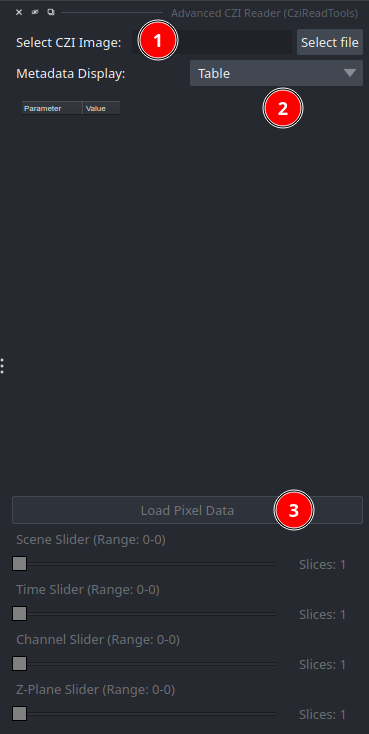 Advanced CZI Reader (CziReadTools)
Select CZI Image: 1 Select file
Metadata Display: Table
2
Parameter Value
Load Pixel Data 3
Scene Slider (Range: 0-0)
Slices: 1
Time Slider (Range: 0-0)
Slices: 1
Channel Slider (Range: 0-0)
Slices: 1
Z-Plane Slider (Range: 0-0)
Slices: 1